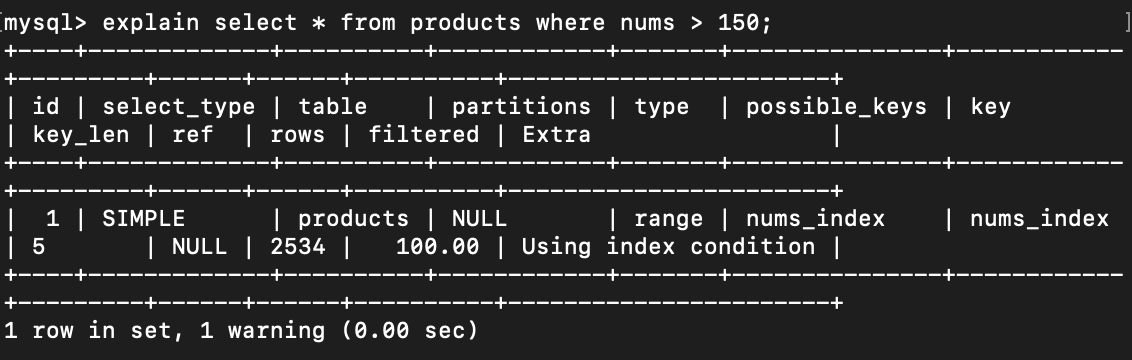 [mysql> explain select * from products where nums > 150; ]
+----+-------------+----------+------------+-------+---------------+------------
+---------+------+------+----------+-----------------------+
| id | select_type | table    | partitions | type  | possible_keys | key
| key_len | ref  | rows | filtered | Extra                 |
+----+-------------+----------+------------+-------+---------------+------------
+---------+------+------+----------+-----------------------+
|  1 | SIMPLE      | products | NULL       | range | nums_index    | nums_index
| 5       | NULL | 2534 |   100.00 | Using index condition |
+----+-------------+----------+------------+-------+---------------+------------
+---------+------+------+----------+-----------------------+
1 row in set, 1 warning (0.00 sec)